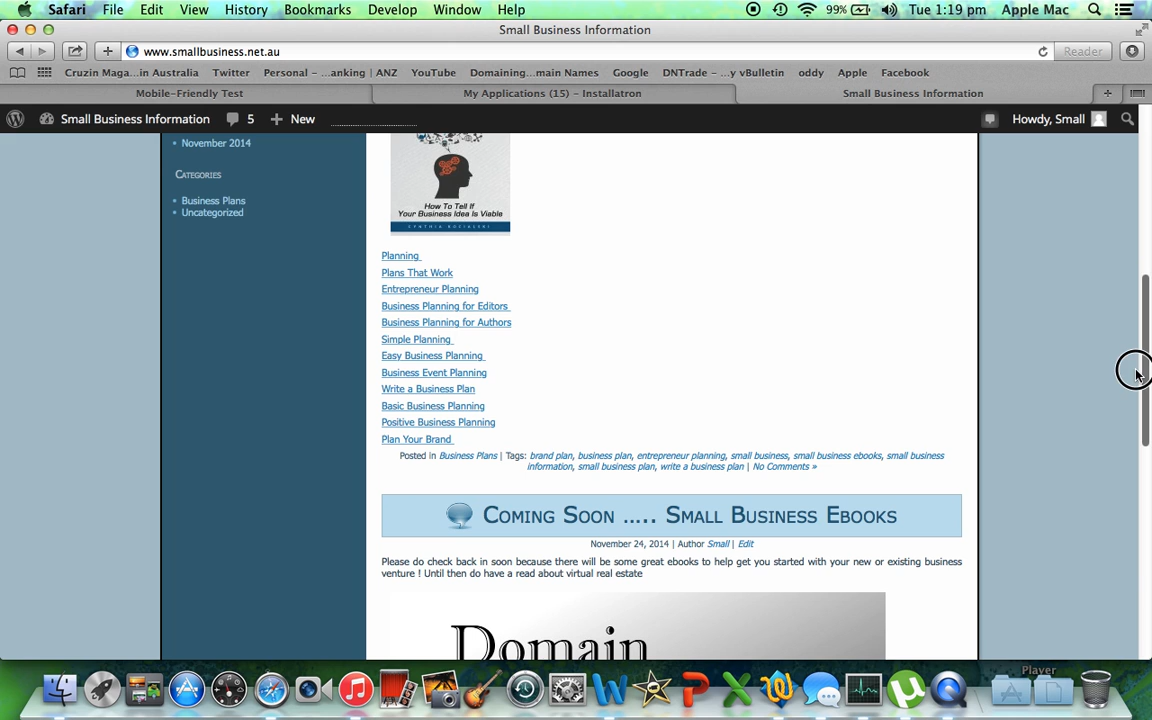 Safari File Edit View History Bookmarks Develop Window Help 99% Tue 1:19 pm Apple Mac
Small Business Information
www.smallbusiness.net.au Reader
Cruzin Maga...in Australia Twitter Personal - ...anking | ANZ YouTube Domaining...main Names Google DNTrade - ...y vBulletin oddy Apple Facebook
Mobile-Friendly Test My Applications (15) – Installatron Small Business Information
Small Business Information 5 New Howdy, Small
November 2014
Categories
Business Plans
Uncategorized
How To Tell If
Your Business Idea Is Viable
Planning
Plans That Work
Entrepreneur Planning
Business Planning for Editors
Business Planning for Authors
Simple Planning
Easy Business Planning
Business Event Planning
Write a Business Plan
Basic Business Planning
Positive Business Planning
Plan Your Brand
Posted in Business Plans | Tags: brand plan, business plan, entrepreneur planning, small business, small business ebooks, small business
information, small business plan, write a business plan | No Comments »
Coming Soon ..... Small Business Ebooks
November 24, 2014 | Author Small | Edit
Please do check back in soon because there will be some great ebooks to help get you started with your new or existing business
venture ! Until then do have a read about virtual real estate
Domain
Player